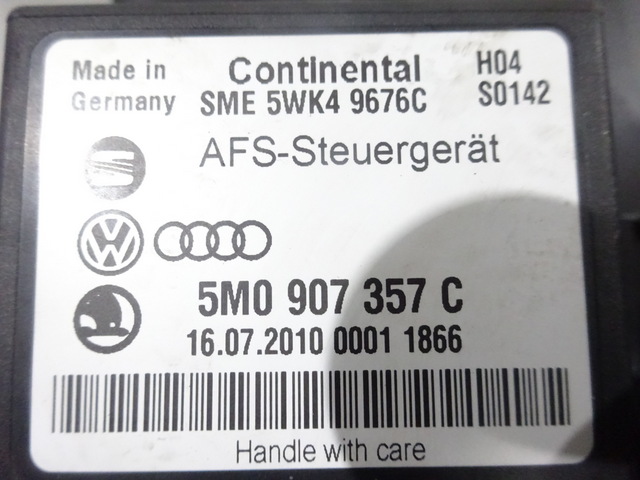 Made in Germany
Continental
SME 5WK4 9676C
H04
S0142
AFS-Steuergerät
5M0 907 357 C
16.07.2010 0001 1866
Handle with care